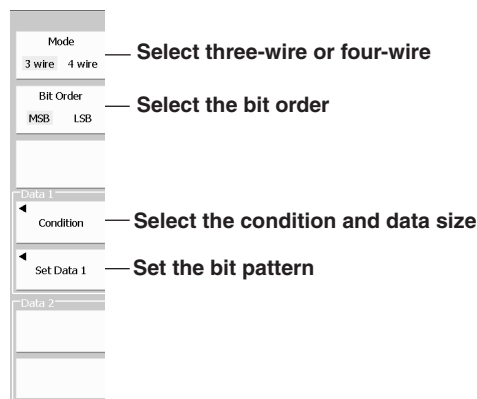 Mode
3 wire 4 wire
Select three-wire or four-wire
Bit Order
MSB LSB
Select the bit order
Data 1
Condition
Select the condition and data size
Set Data 1
Set the bit pattern
Data 2